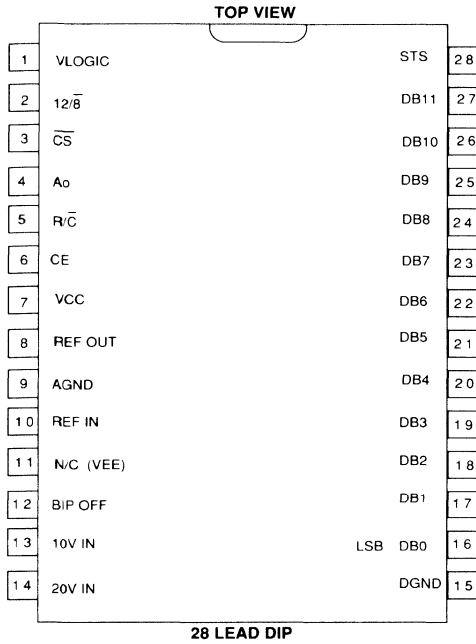 TOP VIEW
1 VLOGIC STS 28
2 12/8̅ DB11 27
3 C̅S̅ DB10 26
4 Ao DB9 25
5 R/C̅ DB8 24
6 CE DB7 23
7 VCC DB6 22
8 REF OUT DB5 21
9 AGND DB4 20
10 REF IN DB3 19
11 N/C (VEE) DB2 18
12 BIP OFF DB1 17
13 10V IN LSB DB0 16
14 20V IN DGND 15
28 LEAD DIP